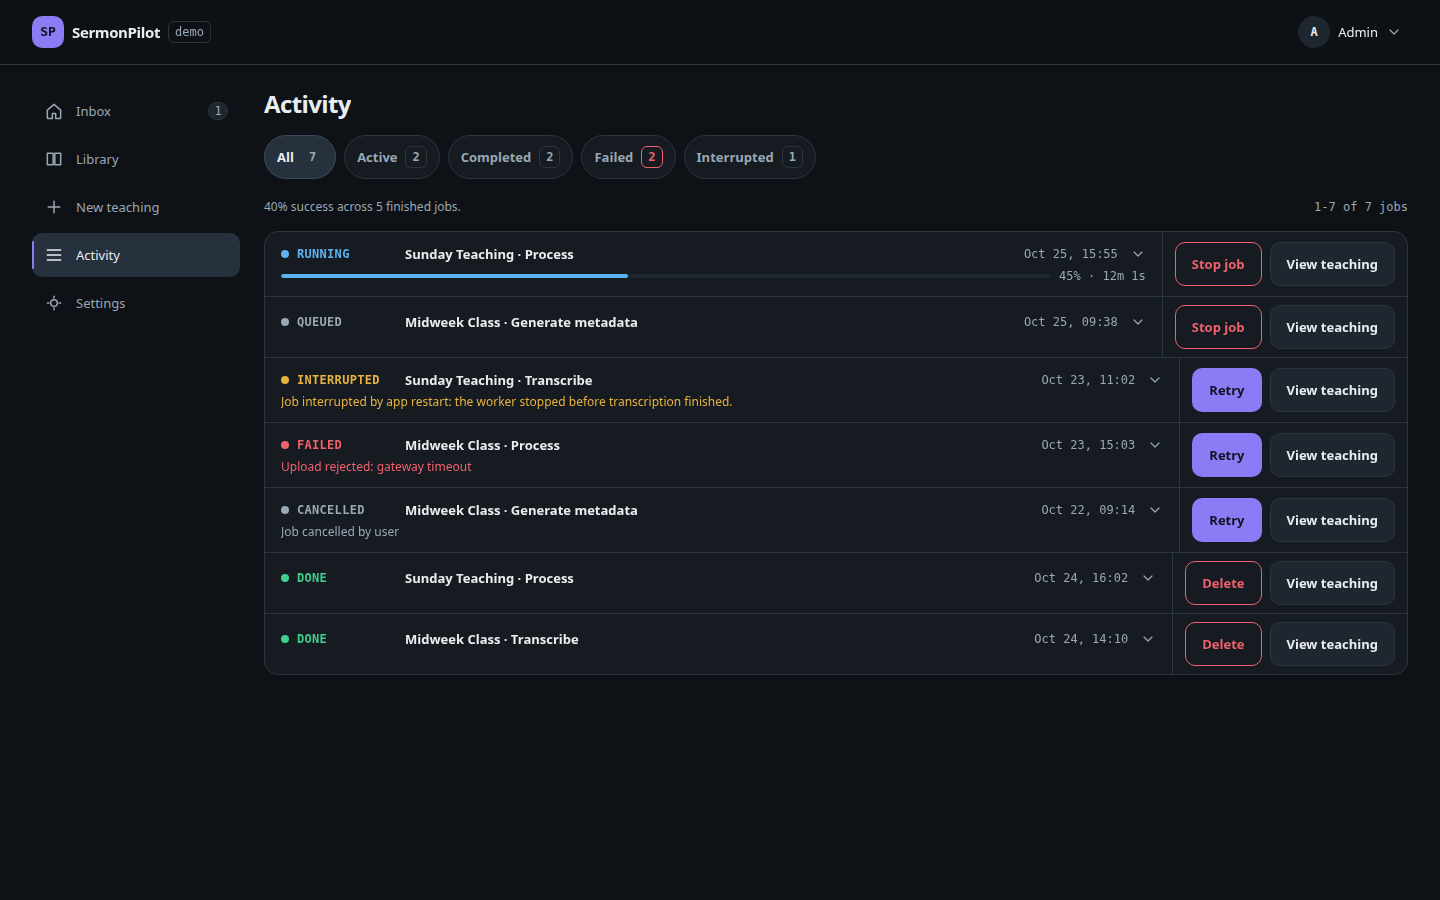 SP SermonPilot demo
A Admin
Inbox 1
Library
New teaching
Activity
Settings
Activity
All 7 Active 2 Completed 2 Failed 2 Interrupted 1
40% success across 5 finished jobs. 1-7 of 7 jobs
RUNNING Sunday Teaching · Process Oct 25, 15:55 Stop job View teaching
45% · 12m 1s
QUEUED Midweek Class · Generate metadata Oct 25, 09:38 Stop job View teaching
INTERRUPTED Sunday Teaching · Transcribe Oct 23, 11:02 Retry View teaching
Job interrupted by app restart: the worker stopped before transcription finished.
FAILED Midweek Class · Process Oct 23, 15:03 Retry View teaching
Upload rejected: gateway timeout
CANCELLED Midweek Class · Generate metadata Oct 22, 09:14 Retry View teaching
Job cancelled by user
DONE Sunday Teaching · Process Oct 24, 16:02 Delete View teaching
DONE Midweek Class · Transcribe Oct 24, 14:10 Delete View teaching